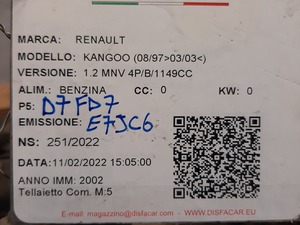 MARCA: RENAULT
MODELLO: KANGOO (08/97>03/03<)
VERSIONE: 1.2 MNV 4P/B/1149CC
ALIM.: BENZINA CC: 0 KW: 0
P5: D7FD7
EMISSIONE: E7JC6
NS: 251/2022
DATA:11/02/2022 15:05:00
ANNO IMM: 2002
Tellaietto Com. M:5
E-mail: magazzino@disfacar.com WWW.DISFACAR.EU